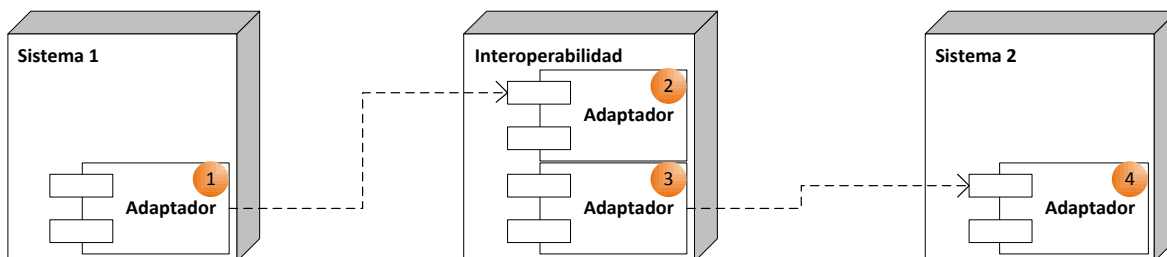 Sistema 1
Interoperabilidad
Sistema 2
2
Adaptador
1
Adaptador
3
Adaptador
4
Adaptador